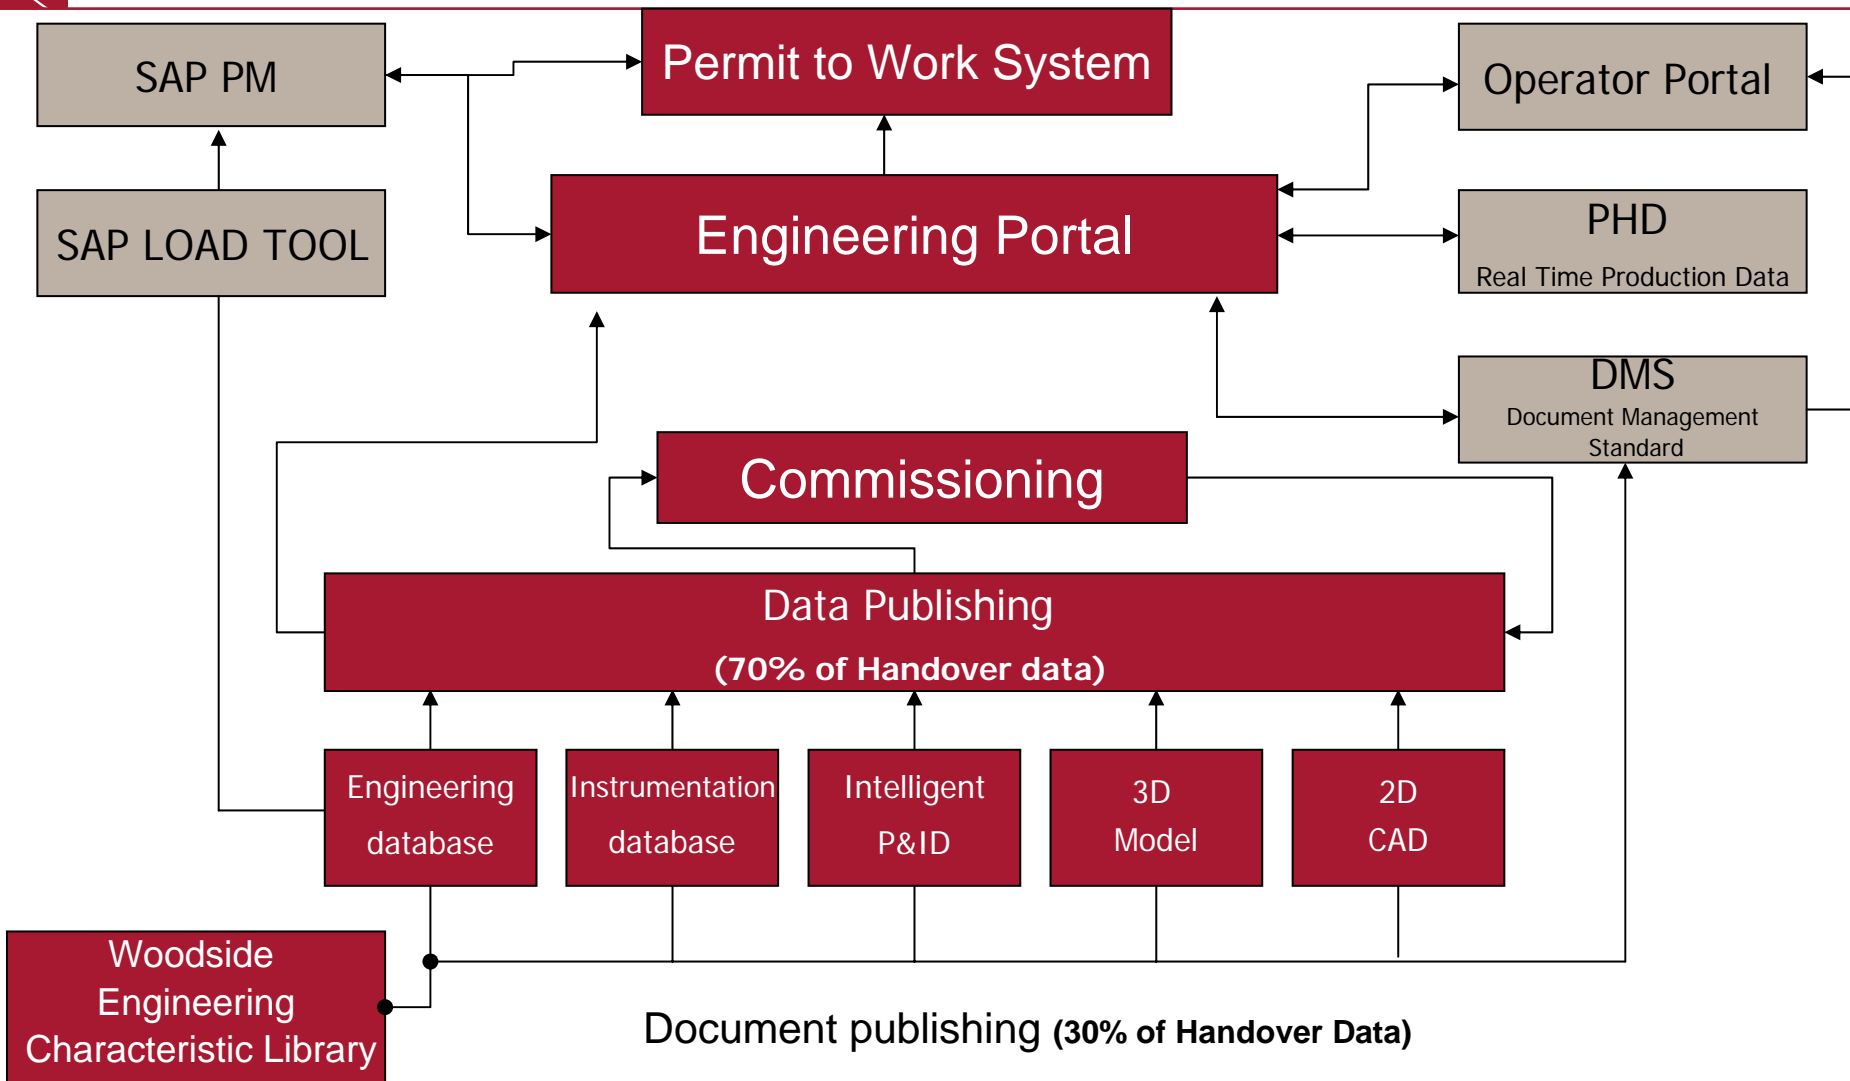 SAP PM
Permit to Work System
Operator Portal
SAP LOAD TOOL
Engineering Portal
PHD
Real Time Production Data
DMS
Document Management
Standard
Commissioning
Data Publishing
(70% of Handover data)
Engineering
database
Instrumentation
database
Intelligent
P&ID
3D
Model
2D
CAD
Woodside
Engineering
Characteristic Library
Document publishing (30% of Handover Data)